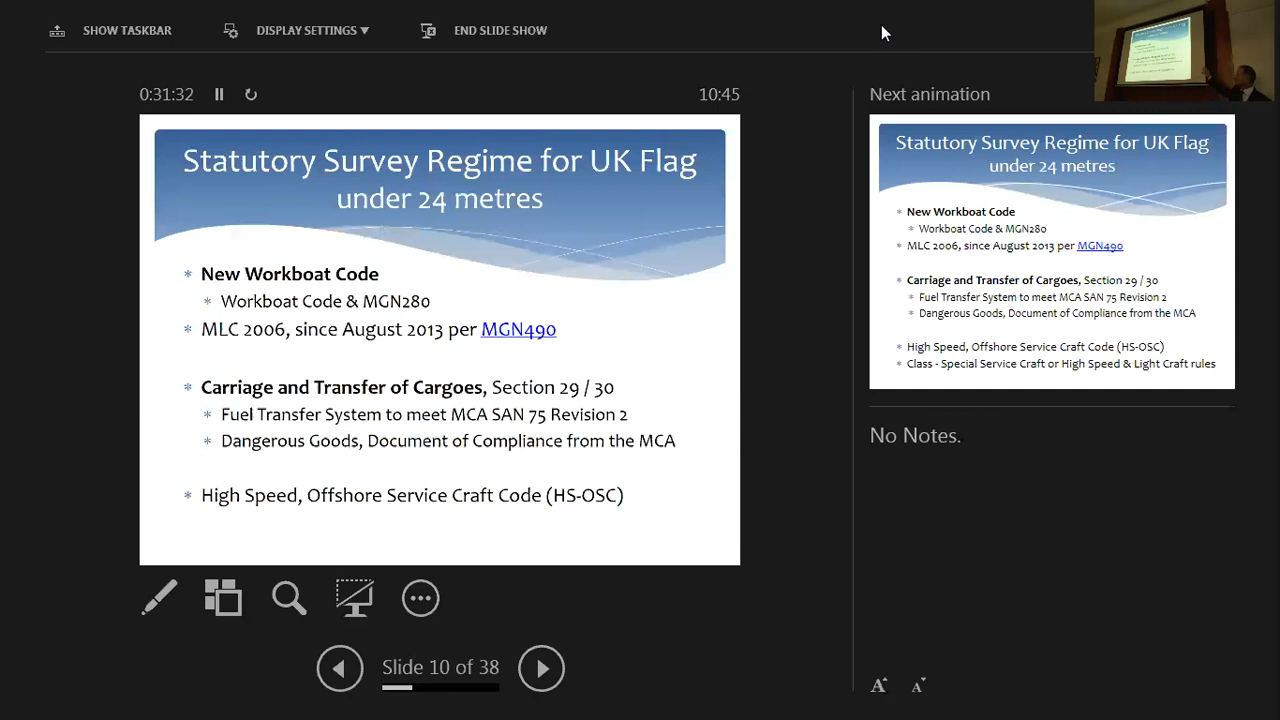 SHOW TASKBAR
DISPLAY SETTINGS ▼
END SLIDE SHOW
0:31:32
10:45
Next animation
Statutory Survey Regime for UK Flag
under 24 metres
* New Workboat Code
* Workboat Code & MGN280
* MLC 2006, since August 2013 per MGN490
* Carriage and Transfer of Cargoes, Section 29 / 30
* Fuel Transfer System to meet MCA SAN 75 Revision 2
* Dangerous Goods, Document of Compliance from the MCA
* High Speed, Offshore Service Craft Code (HS-OSC)
Statutory Survey Regime for UK Flag
under 24 metres
* New Workboat Code
* Workboat Code & MGN280
* MLC 2006, since August 2013 per MGN490
* Carriage and Transfer of Cargoes, Section 29 / 30
* Fuel Transfer System to meet MCA SAN 75 Revision 2
* Dangerous Goods, Document of Compliance from the MCA
* High Speed, Offshore Service Craft Code (HS-OSC)
* Class - Special Service Craft or High Speed & Light Craft rules
No Notes.
Slide 10 of 38
A A